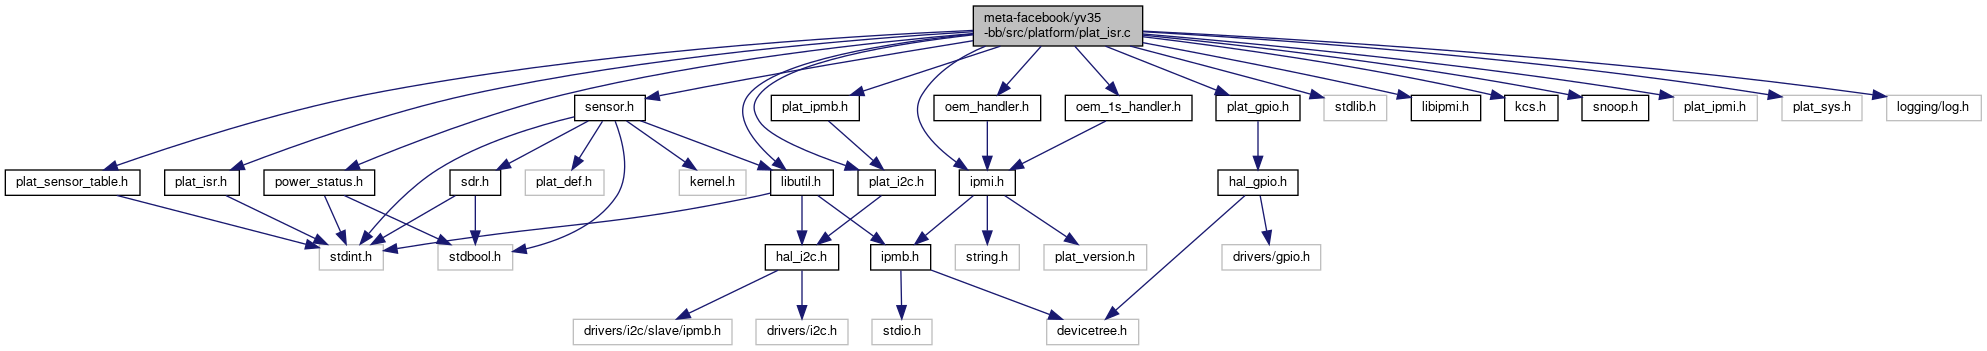 meta-facebook/yv35
-bb/src/platform/plat_isr.c
sensor.h
plat_ipmb.h
oem_handler.h
oem_1s_handler.h
plat_gpio.h
stdlib.h
libipmi.h
kcs.h
snoop.h
plat_ipmi.h
plat_sys.h
logging/log.h
plat_sensor_table.h
plat_isr.h
power_status.h
sdr.h
plat_def.h
kernel.h
libutil.h
plat_i2c.h
ipmi.h
hal_gpio.h
stdint.h
stdbool.h
hal_i2c.h
ipmb.h
string.h
plat_version.h
drivers/gpio.h
drivers/i2c/slave/ipmb.h
drivers/i2c.h
stdio.h
devicetree.h